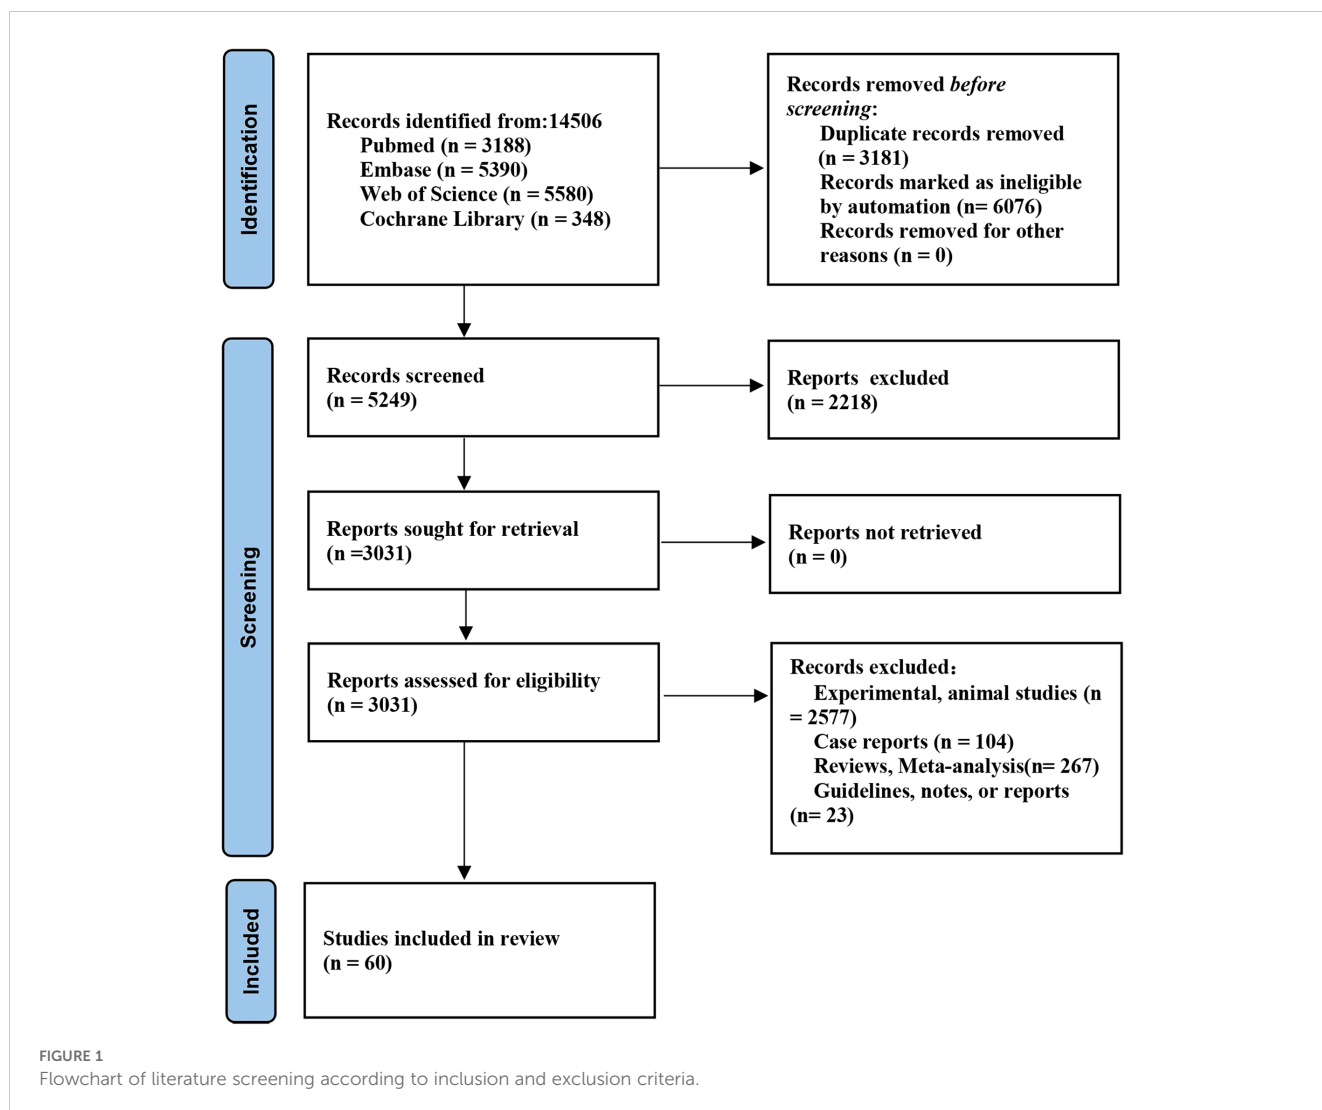 Identification
Records identified from:14506
Pubmed (n = 3188)
Embase (n = 5390)
Web of Science (n = 5580)
Cochrane Library (n = 348)
Records removed before
screening:
Duplicate records removed
(n = 3181)
Records marked as ineligible
by automation (n= 6076)
Records removed for other
reasons (n = 0)
Screening
Records screened
(n = 5249)
Reports excluded
(n = 2218)
Reports sought for retrieval
(n =3031)
Reports not retrieved
(n = 0)
Reports assessed for eligibility
(n = 3031)
Records excluded：
Experimental, animal studies (n
= 2577)
Case reports (n = 104)
Reviews, Meta-analysis(n= 267)
Guidelines, notes, or reports
(n= 23)
Included
Studies included in review
(n = 60)
FIGURE 1
Flowchart of literature screening according to inclusion and exclusion criteria.